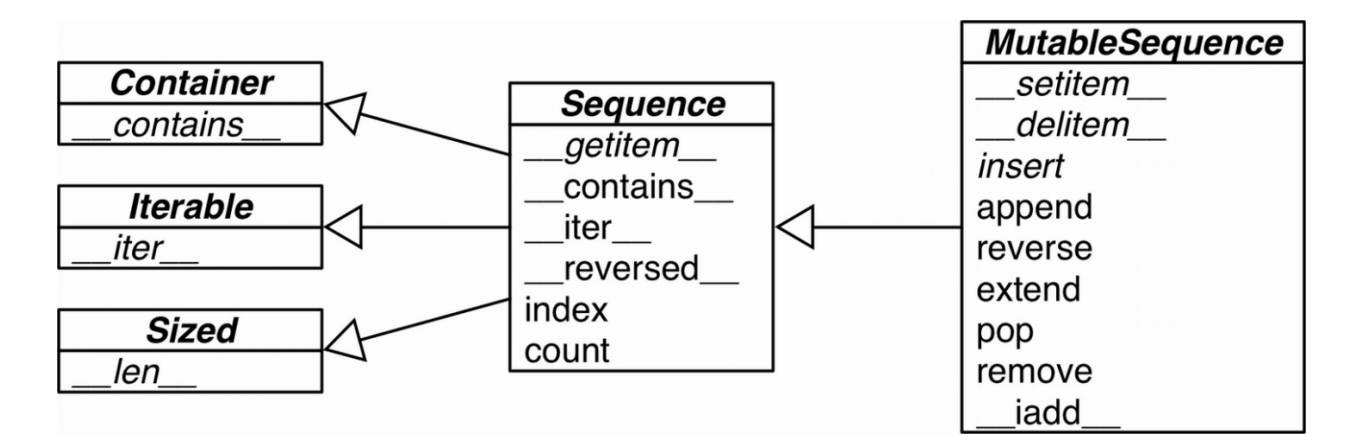 Container
__contains__
Iterable
__iter__
Sized
__len__
Sequence
__getitem__
__contains__
__iter__
__reversed__
index
count
MutableSequence
__setitem__
__delitem__
insert
append
reverse
extend
pop
remove
__iadd__